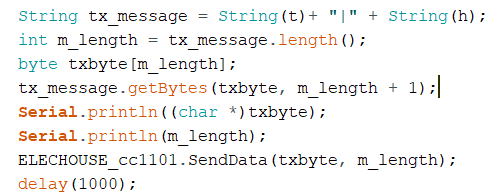 String tx_message = String(t)+ "|" + String(h);
int m_length = tx_message.length();
byte txbyte[m_length];
tx_message.getBytes(txbyte, m_length + 1);
Serial.println((char *)txbyte);
Serial.println(m_length);
ELECHOUSE_cc1101.SendData(txbyte, m_length);
delay(1000);